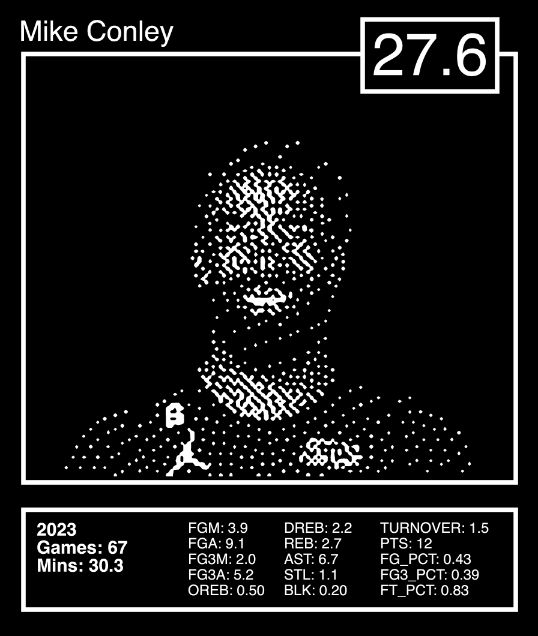 Mike Conley
27.6
2023
Games: 67
Mins: 30.3
FGM: 3.9
FGA: 9.1
FG3M: 2.0
FG3A: 5.2
OREB: 0.50
DREB: 2.2
REB: 2.7
AST: 6.7
STL: 1.1
BLK: 0.20
TURNOVER: 1.5
PTS: 12
FG_PCT: 0.43
FG3_PCT: 0.39
FT_PCT: 0.83